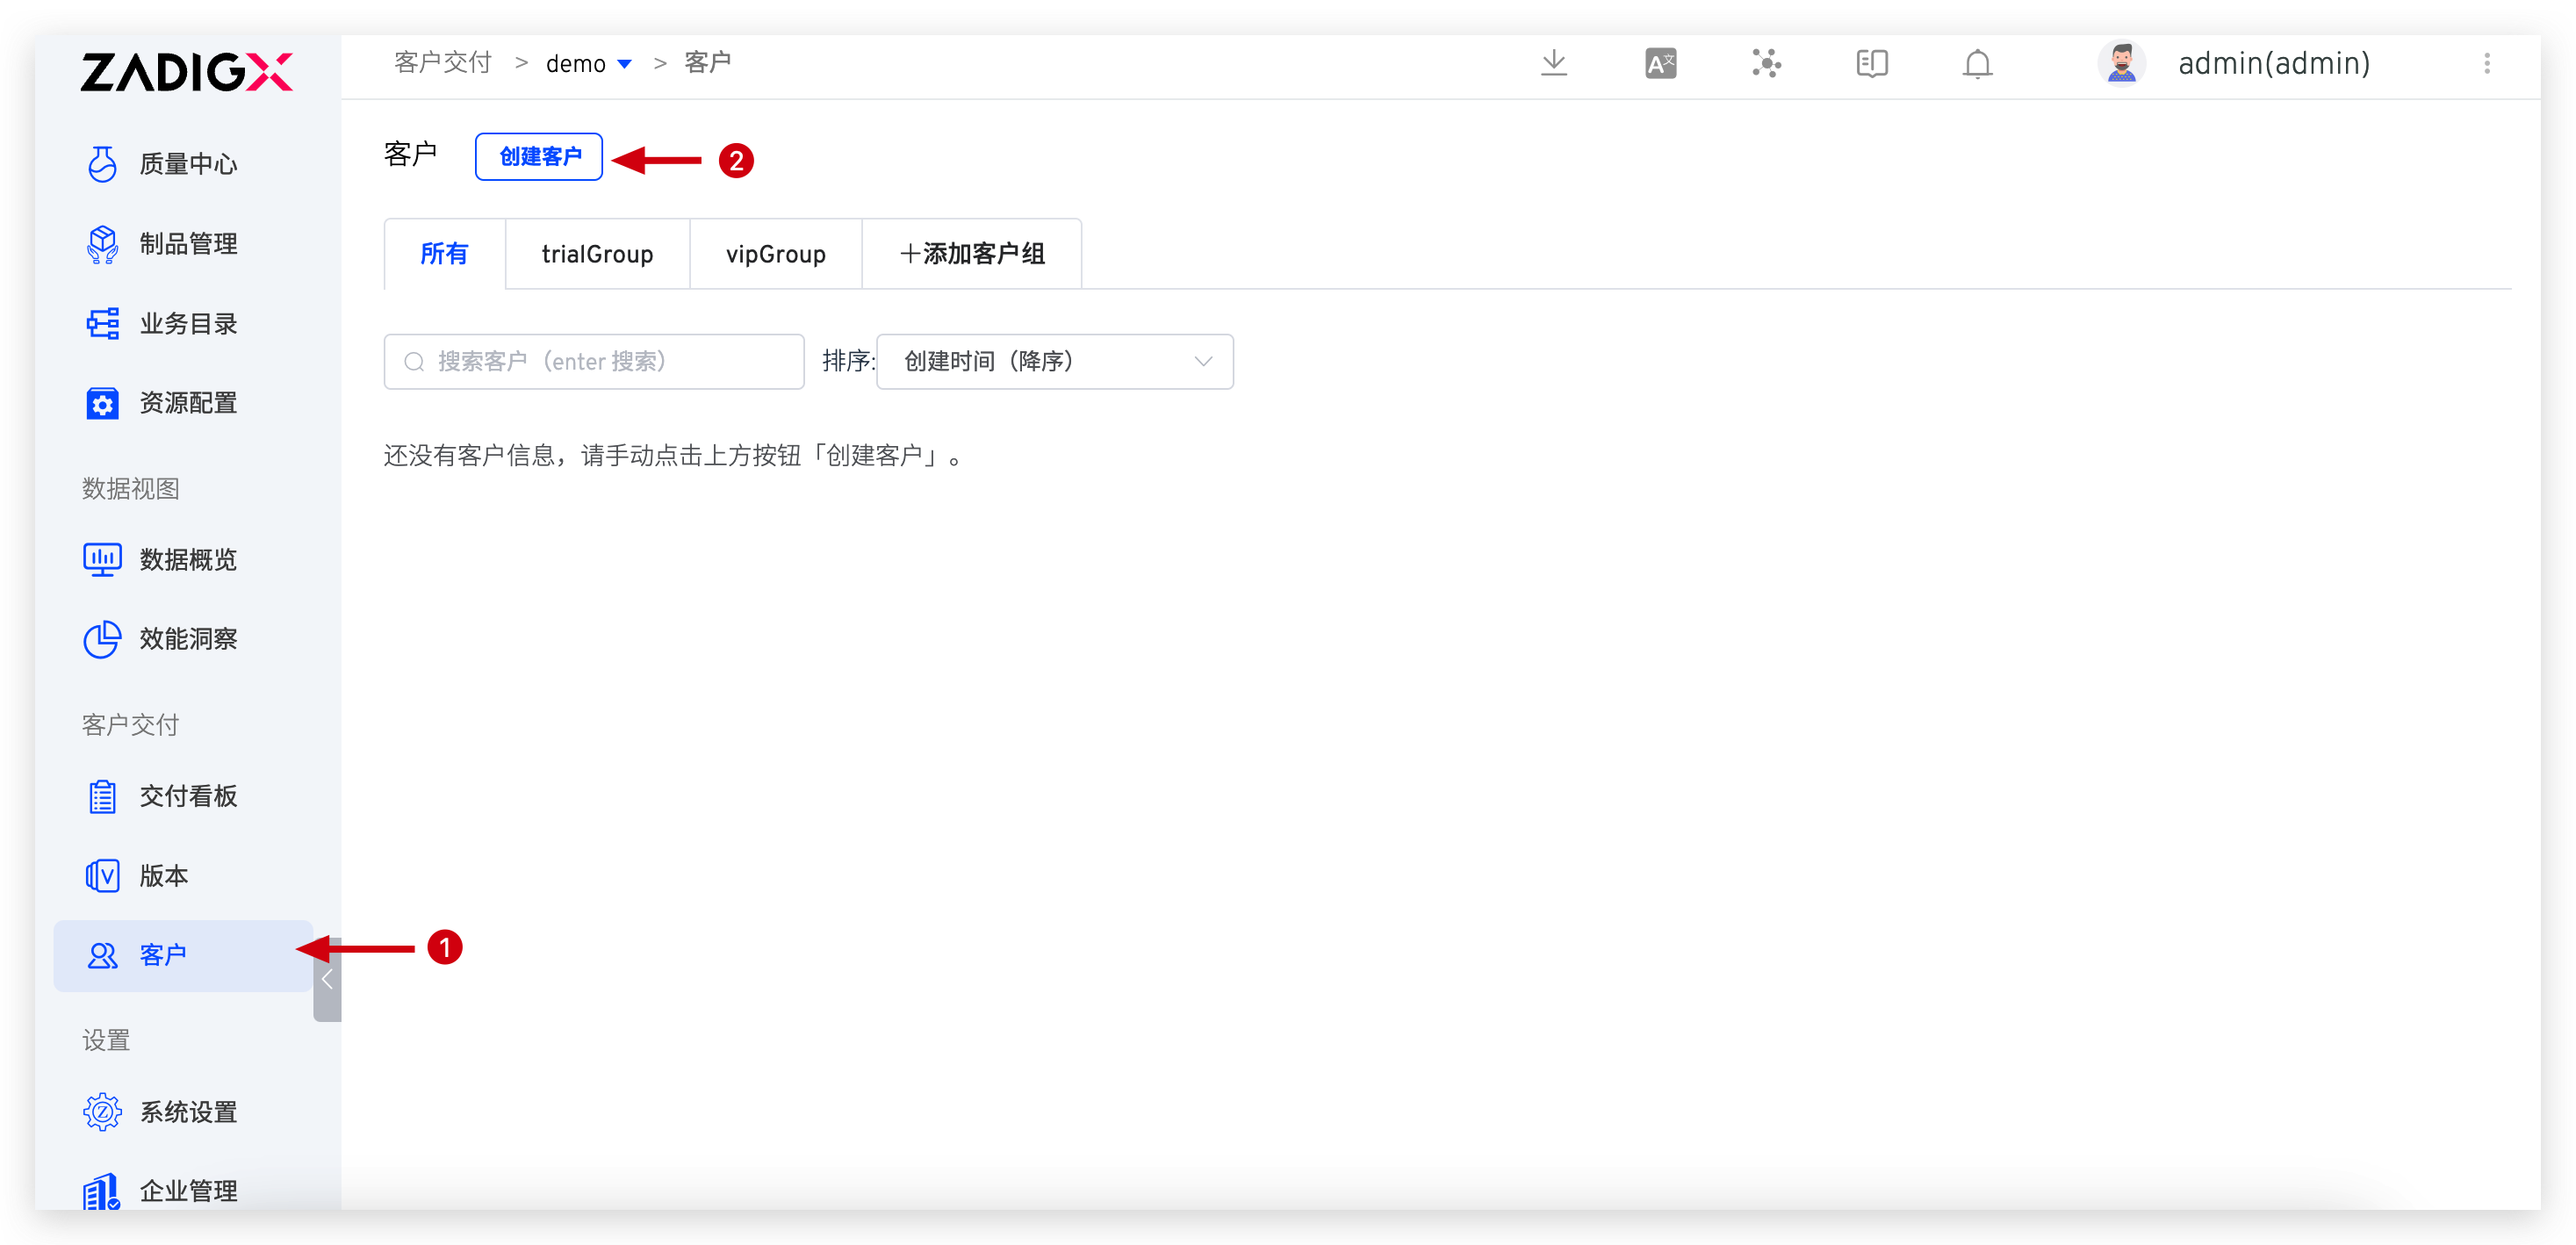 ZADIGX
质量中心
制品管理
业务目录
资源配置
数据视图
数据概览
效能洞察
客户交付
交付看板
版本
客户
1
设置
系统设置
企业管理
客户交付 > demo > 客户
A文
admin(admin)
客户 创建客户 2
所有 trialGroup vipGroup +添加客户组
搜索客户（enter 搜索） 排序: 创建时间（降序）
还没有客户信息，请手动点击上方按钮「创建客户」。